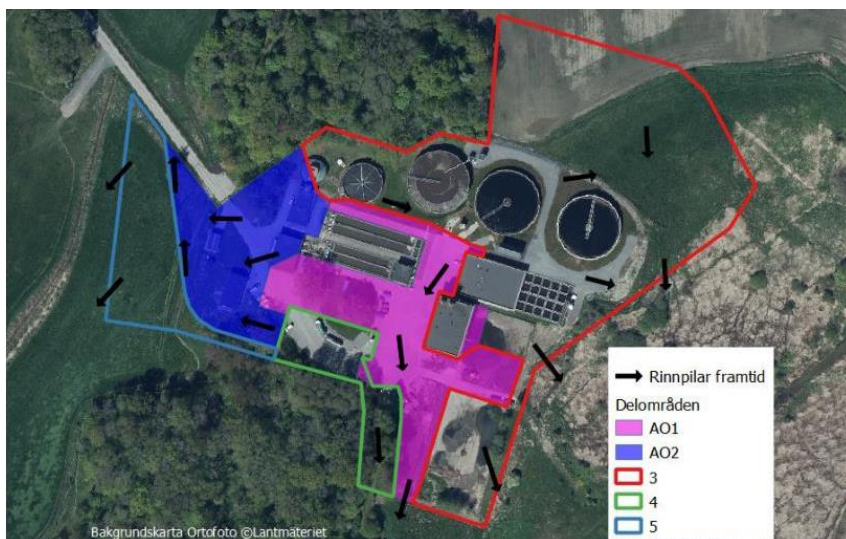 Rinnpilar framtid
Delområden
AO1
AO2
3
4
5
Bakgrundskarta Ortofoto ©Lantmäteriet